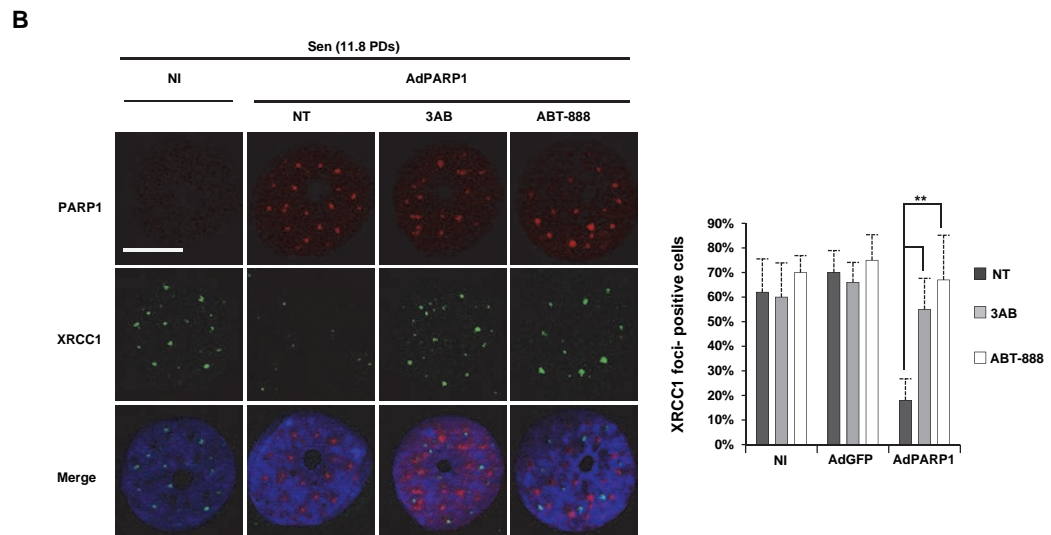 B
Sen (11.8 PDs)
NI AdPARP1
NT 3AB ABT-888
PARP1
XRCC1
Merge
XRCC1 foci- positive cells
90%
80%
70%
60%
50%
40%
30%
20%
10%
0%
**
NI AdGFP AdPARP1
NT
3AB
ABT-888